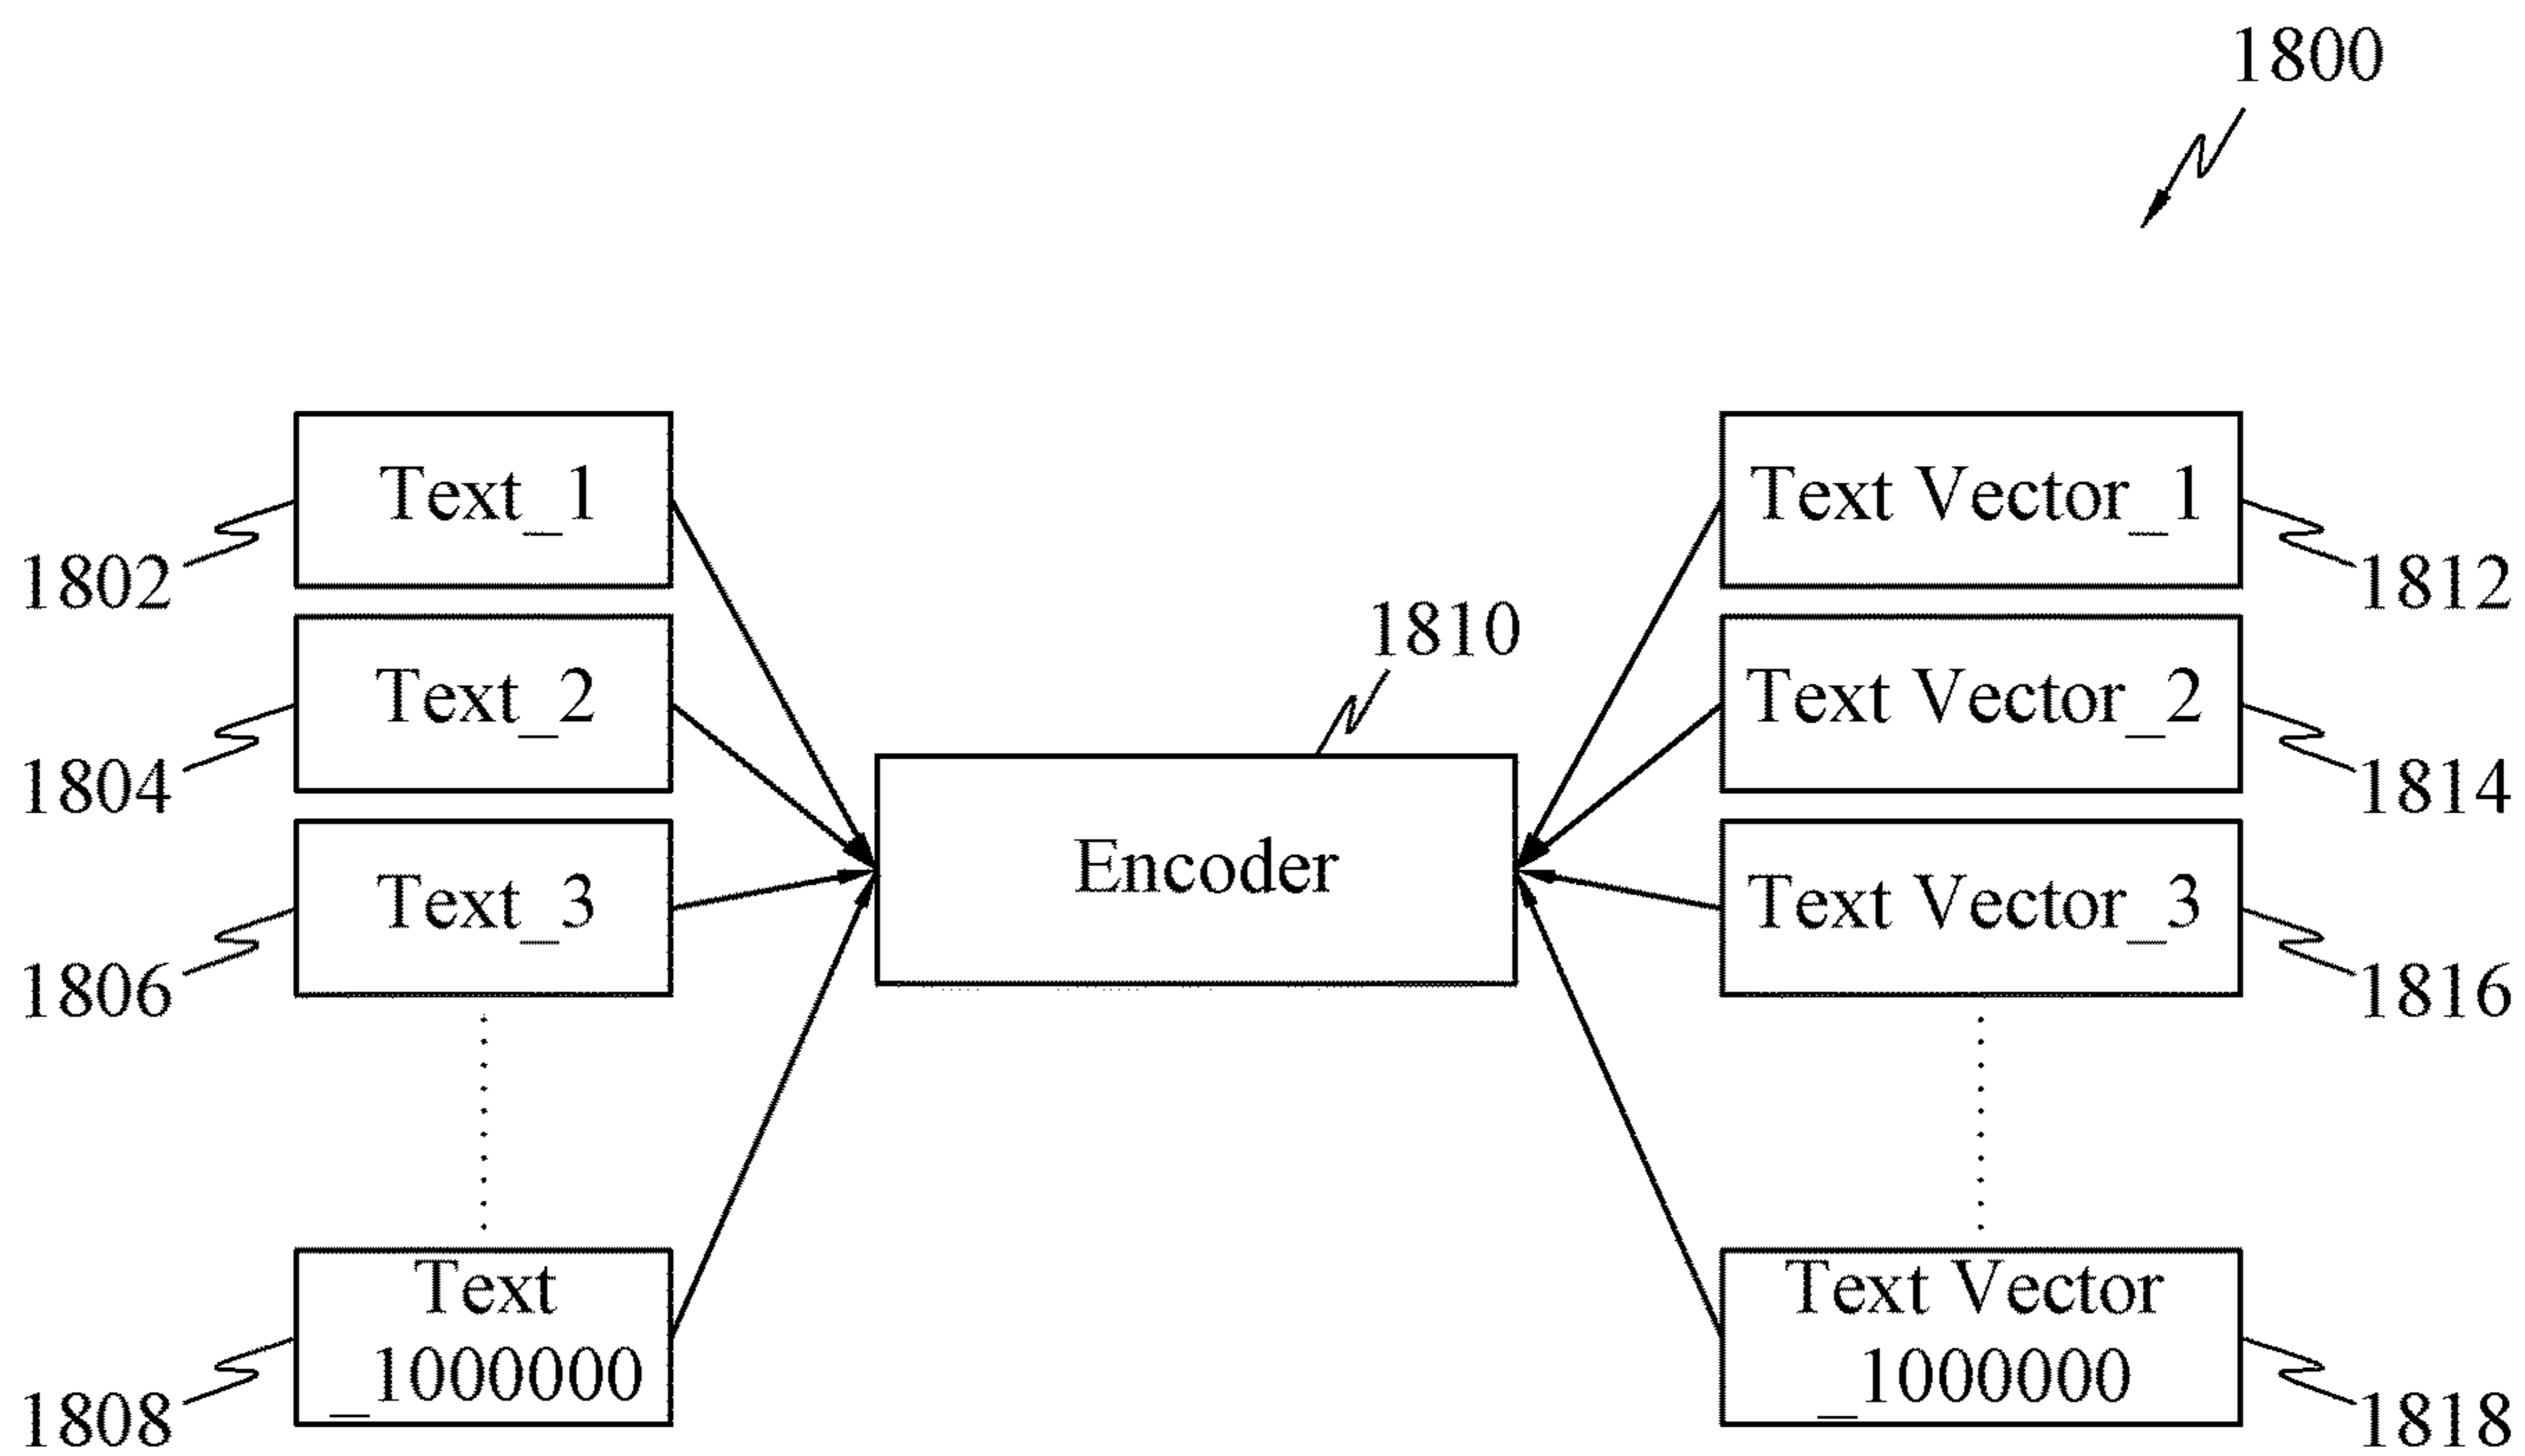 1800
Text_1
1802
Text_2
1804
Text_3
1806
Text
_1000000
1808
1810
Encoder
Text Vector_1
1812
Text Vector_2
1814
Text Vector_3
1816
Text Vector
_1000000
1818